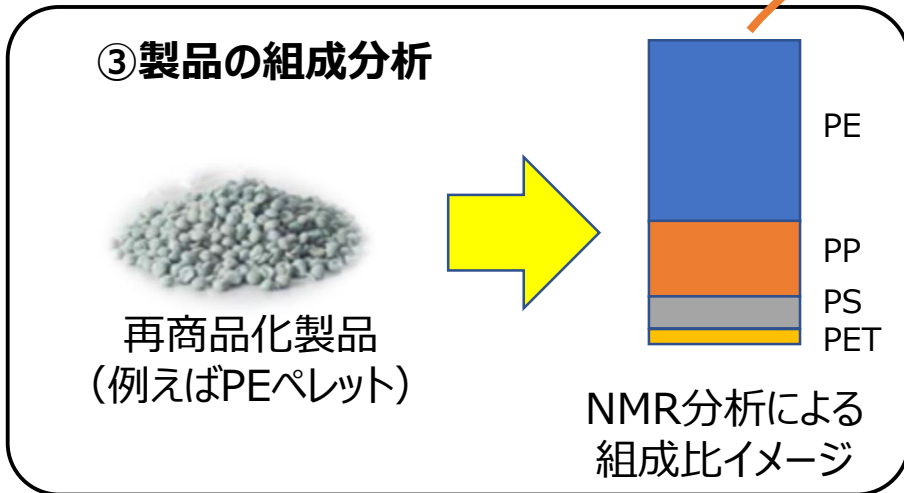 ③製品の組成分析
PE
PP
PS
PET
再商品化製品
（例えばPEペレット）
NMR分析による
組成比イメージ